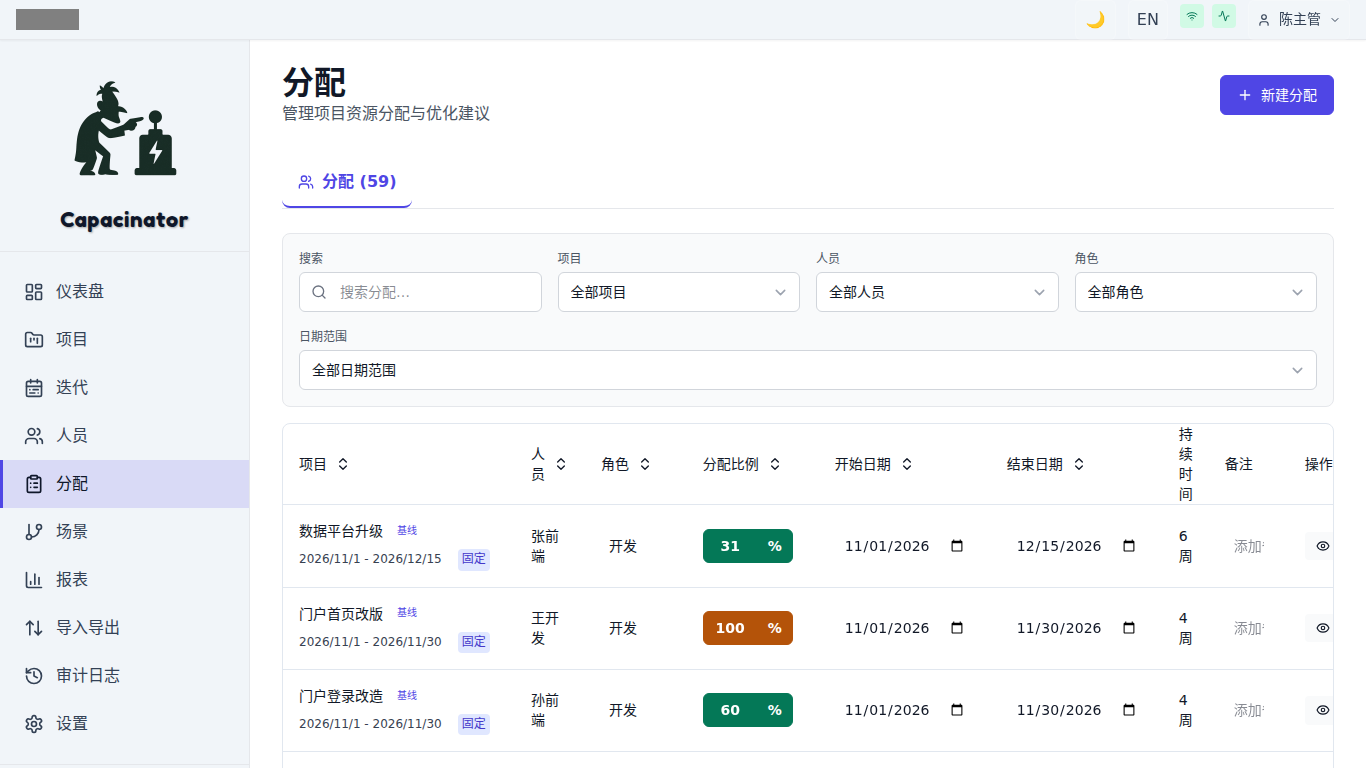 EN
陈主管
Capacinator
仪表盘
项目
迭代
人员
分配
场景
报表
导入导出
审计日志
设置
分配
管理项目资源分配与优化建议
新建分配
分配 (59)
搜索
项目
人员
角色
搜索分配...
全部项目
全部人员
全部角色
日期范围
全部日期范围
项目
人员
角色
分配比例
开始日期
结束日期
持续时间
备注
操作
数据平台升级 基线
2026/11/1 - 2026/12/15 固定
张前端
开发
31 %
11/01/2026
12/15/2026
6周
添加
门户首页改版 基线
2026/11/1 - 2026/11/30 固定
王开发
开发
100 %
11/01/2026
11/30/2026
4周
添加
门户登录改造 基线
2026/11/1 - 2026/11/30 固定
孙前端
开发
60 %
11/01/2026
11/30/2026
4周
添加